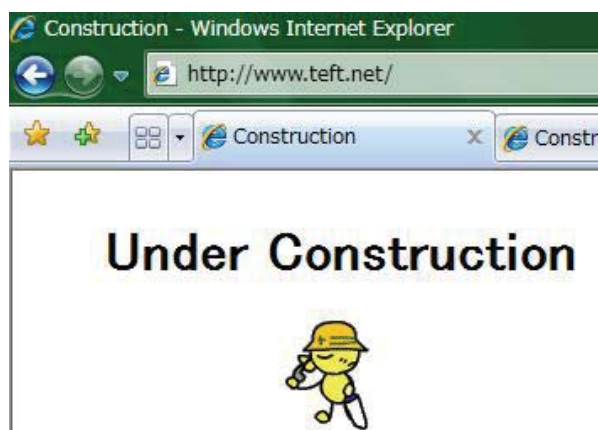 Construction - Windows Internet Explorer
http://www.teft.net/
Construction
Constr
Under Construction